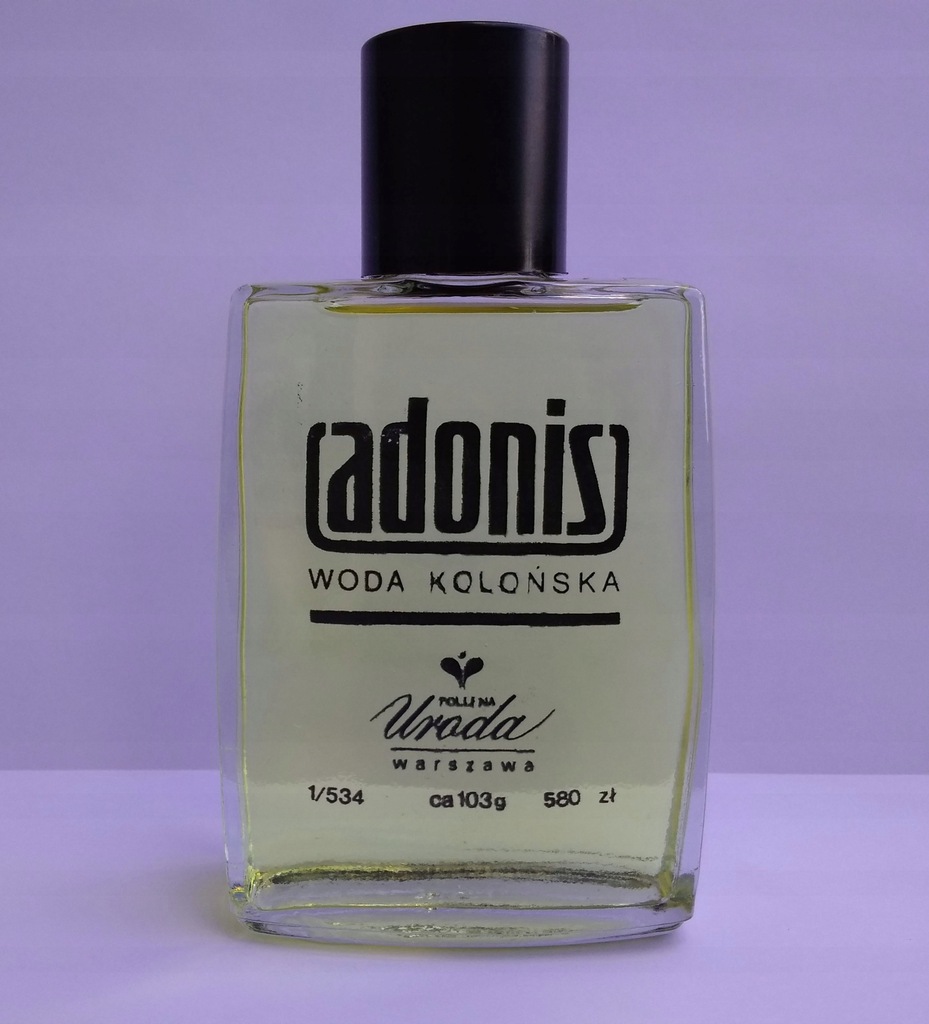 adonis
WODA KOLOŃSKA
POLLENA
Uroda
warszawa
1/534 ca 103g 580 zł